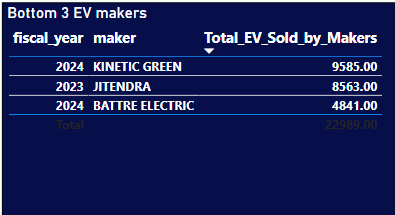 Bottom 3 EV makers
fiscal_year maker Total_EV_Sold_by_Makers
2024 KINETIC GREEN 9585.00
2023 JITENDRA 8563.00
2024 BATTRE ELECTRIC 4841.00
Total 22989.00